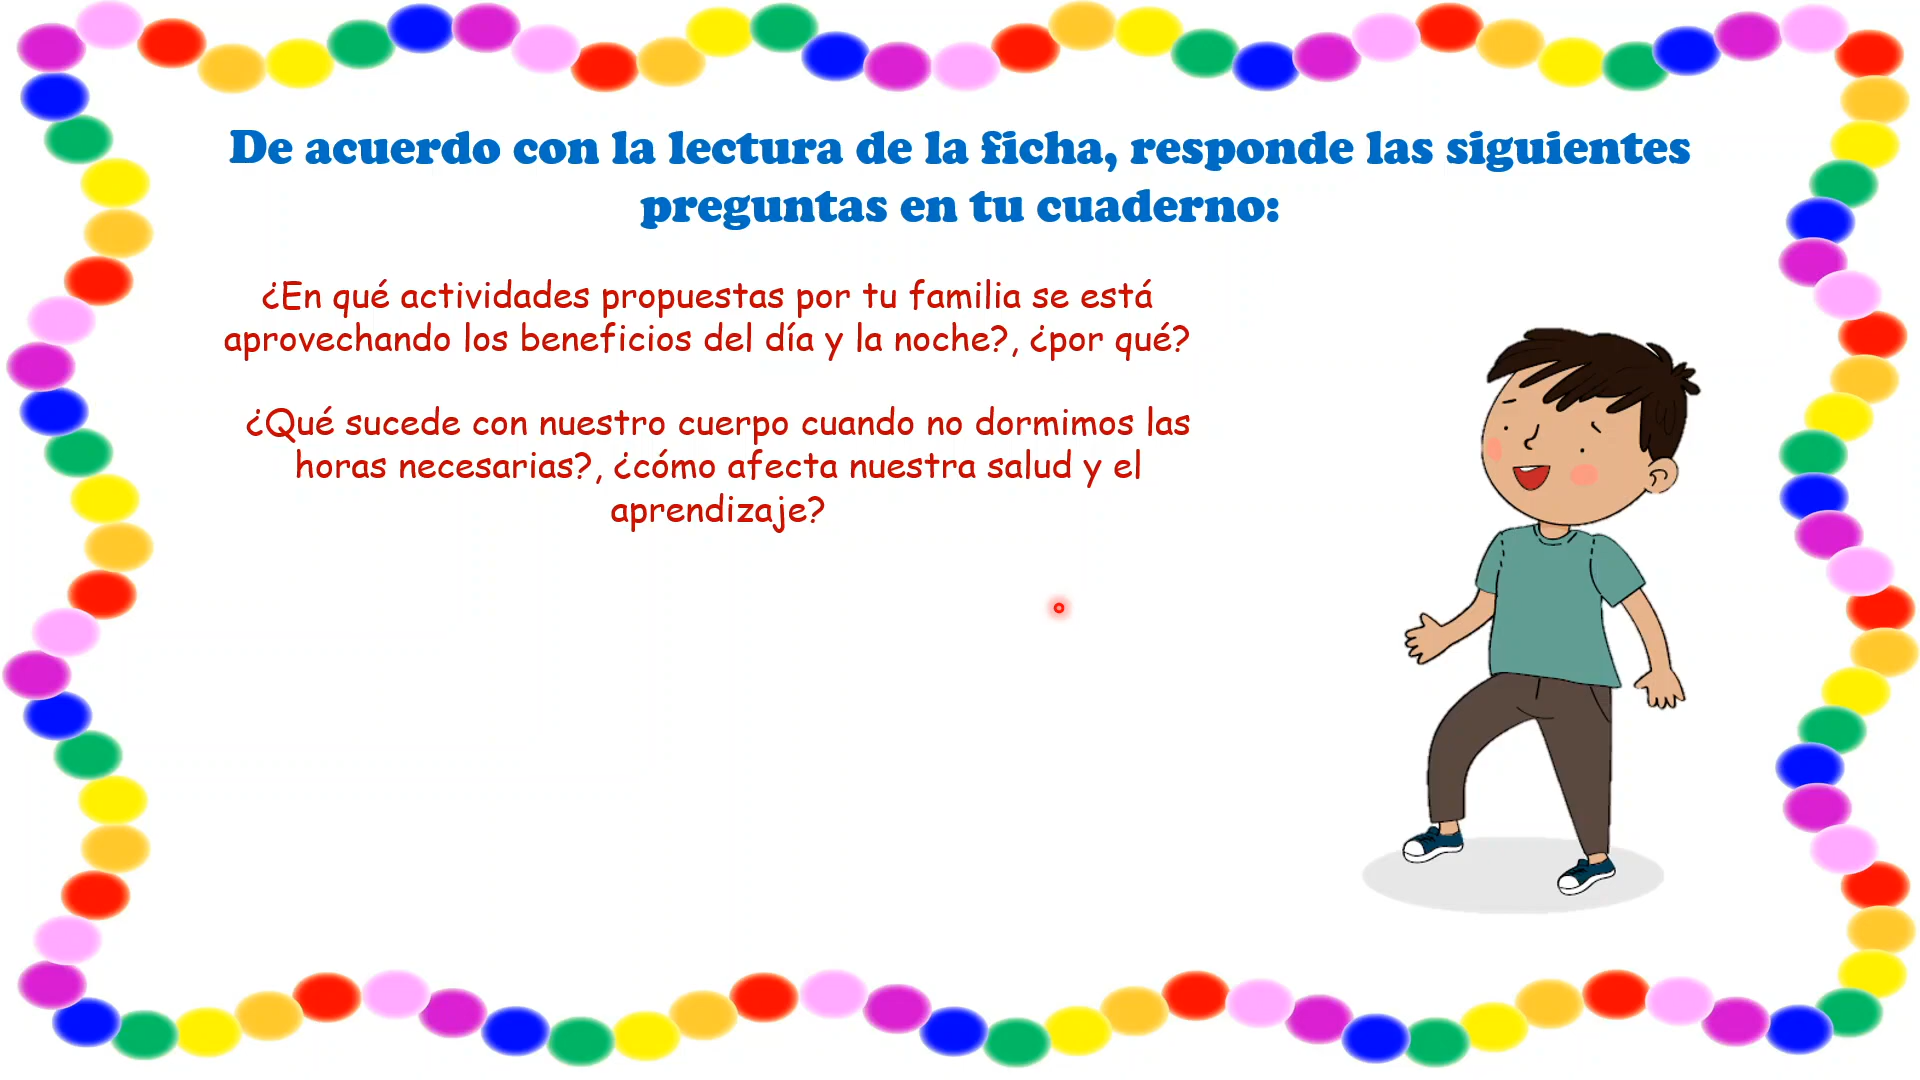 De acuerdo con la lectura de la ficha, responde las siguientes
preguntas en tu cuaderno:
¿En qué actividades propuestas por tu familia se está
aprovechando los beneficios del día y la noche?, ¿por qué?
¿Qué sucede con nuestro cuerpo cuando no dormimos las
horas necesarias?, ¿cómo afecta nuestra salud y el
aprendizaje?